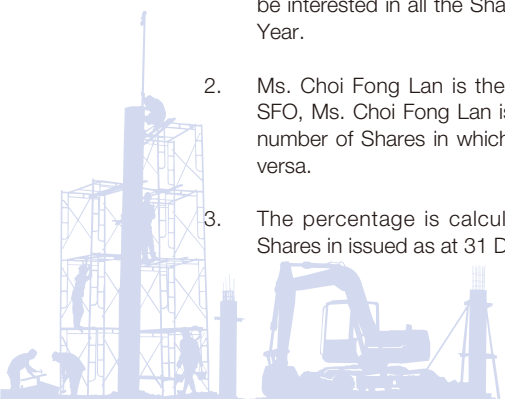 be interested in all the Sha
Year.
2. Ms. Choi Fong Lan is the
SFO, Ms. Choi Fong Lan is
number of Shares in which
versa.
3. The percentage is calcul
Shares in issued as at 31 D